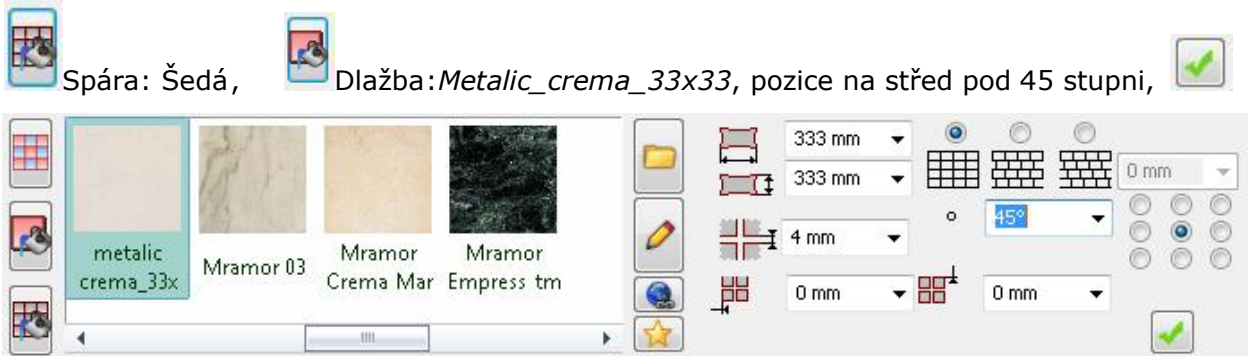 Spára: Šedá, Dlažba:Metalic_crema_33x33, pozice na střed pod 45 stupni,
333 mm
333 mm
0 mm
45°
4 mm
0 mm
0 mm
metalic
crema_33x
Mramor 03
Mramor
Crema Mar
Mramor
Empress tm